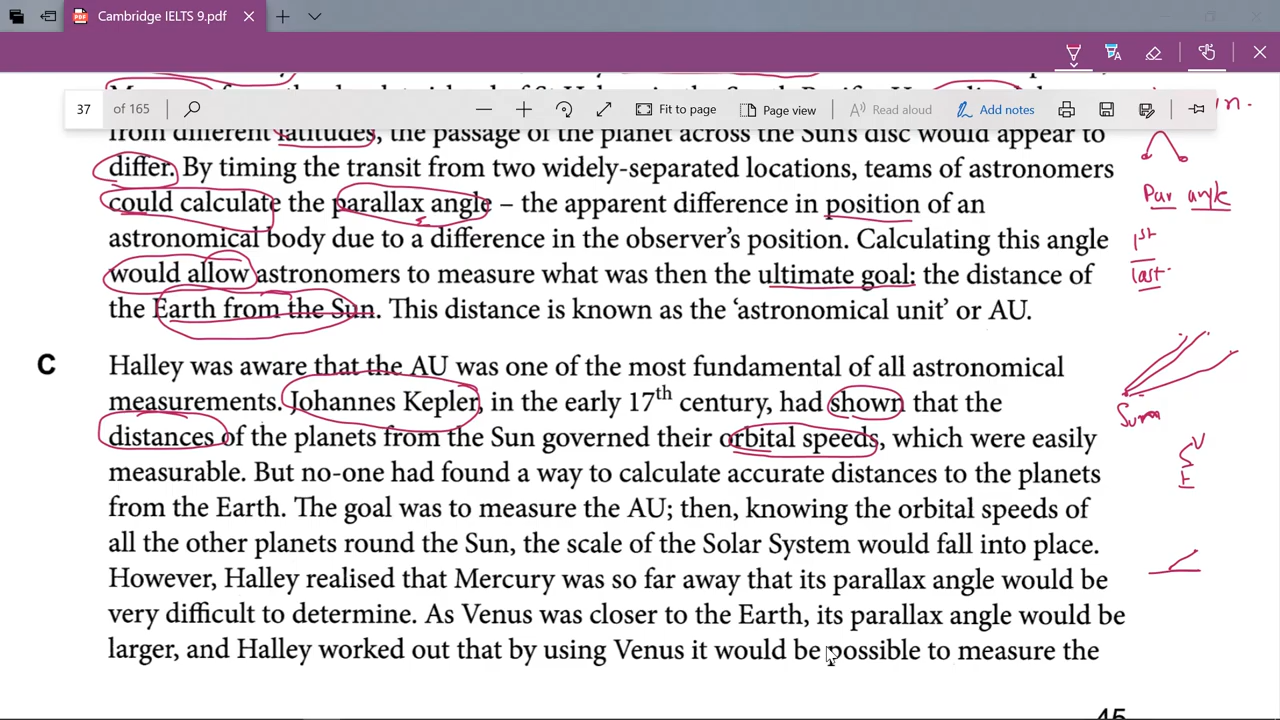 Cambridge IELTS 9.pdf
37 of 165 Fit to page Page view Read aloud Add notes
from different latitudes, the passage of the planet across the Sun's disc would appear to
differ. By timing the transit from two widely-separated locations, teams of astronomers
could calculate the parallax angle – the apparent difference in position of an
astronomical body due to a difference in the observer's position. Calculating this angle
would allow astronomers to measure what was then the ultimate goal: the distance of
the Earth from the Sun. This distance is known as the 'astronomical unit' or AU.
C Halley was aware that the AU was one of the most fundamental of all astronomical
measurements. Johannes Kepler, in the early 17th century, had shown that the
distances of the planets from the Sun governed their orbital speeds, which were easily
measurable. But no-one had found a way to calculate accurate distances to the planets
from the Earth. The goal was to measure the AU; then, knowing the orbital speeds of
all the other planets round the Sun, the scale of the Solar System would fall into place.
However, Halley realised that Mercury was so far away that its parallax angle would be
very difficult to determine. As Venus was closer to the Earth, its parallax angle would be
larger, and Halley worked out that by using Venus it would be possible to measure the
Par angle
1st
last
V
E